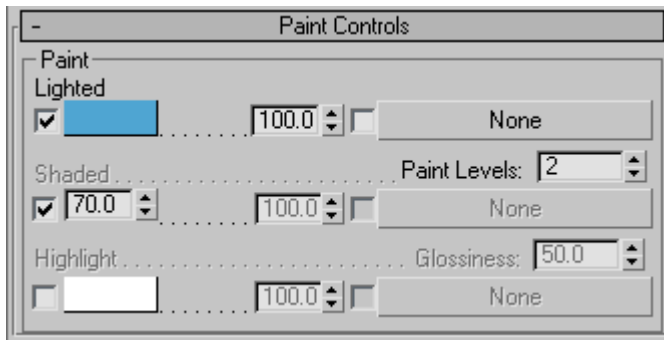 - Paint Controls
Paint
Lighted
100.0 None
Shaded Paint Levels: 2
70.0 100.0 None
Highlight Glossiness: 50.0
100.0 None